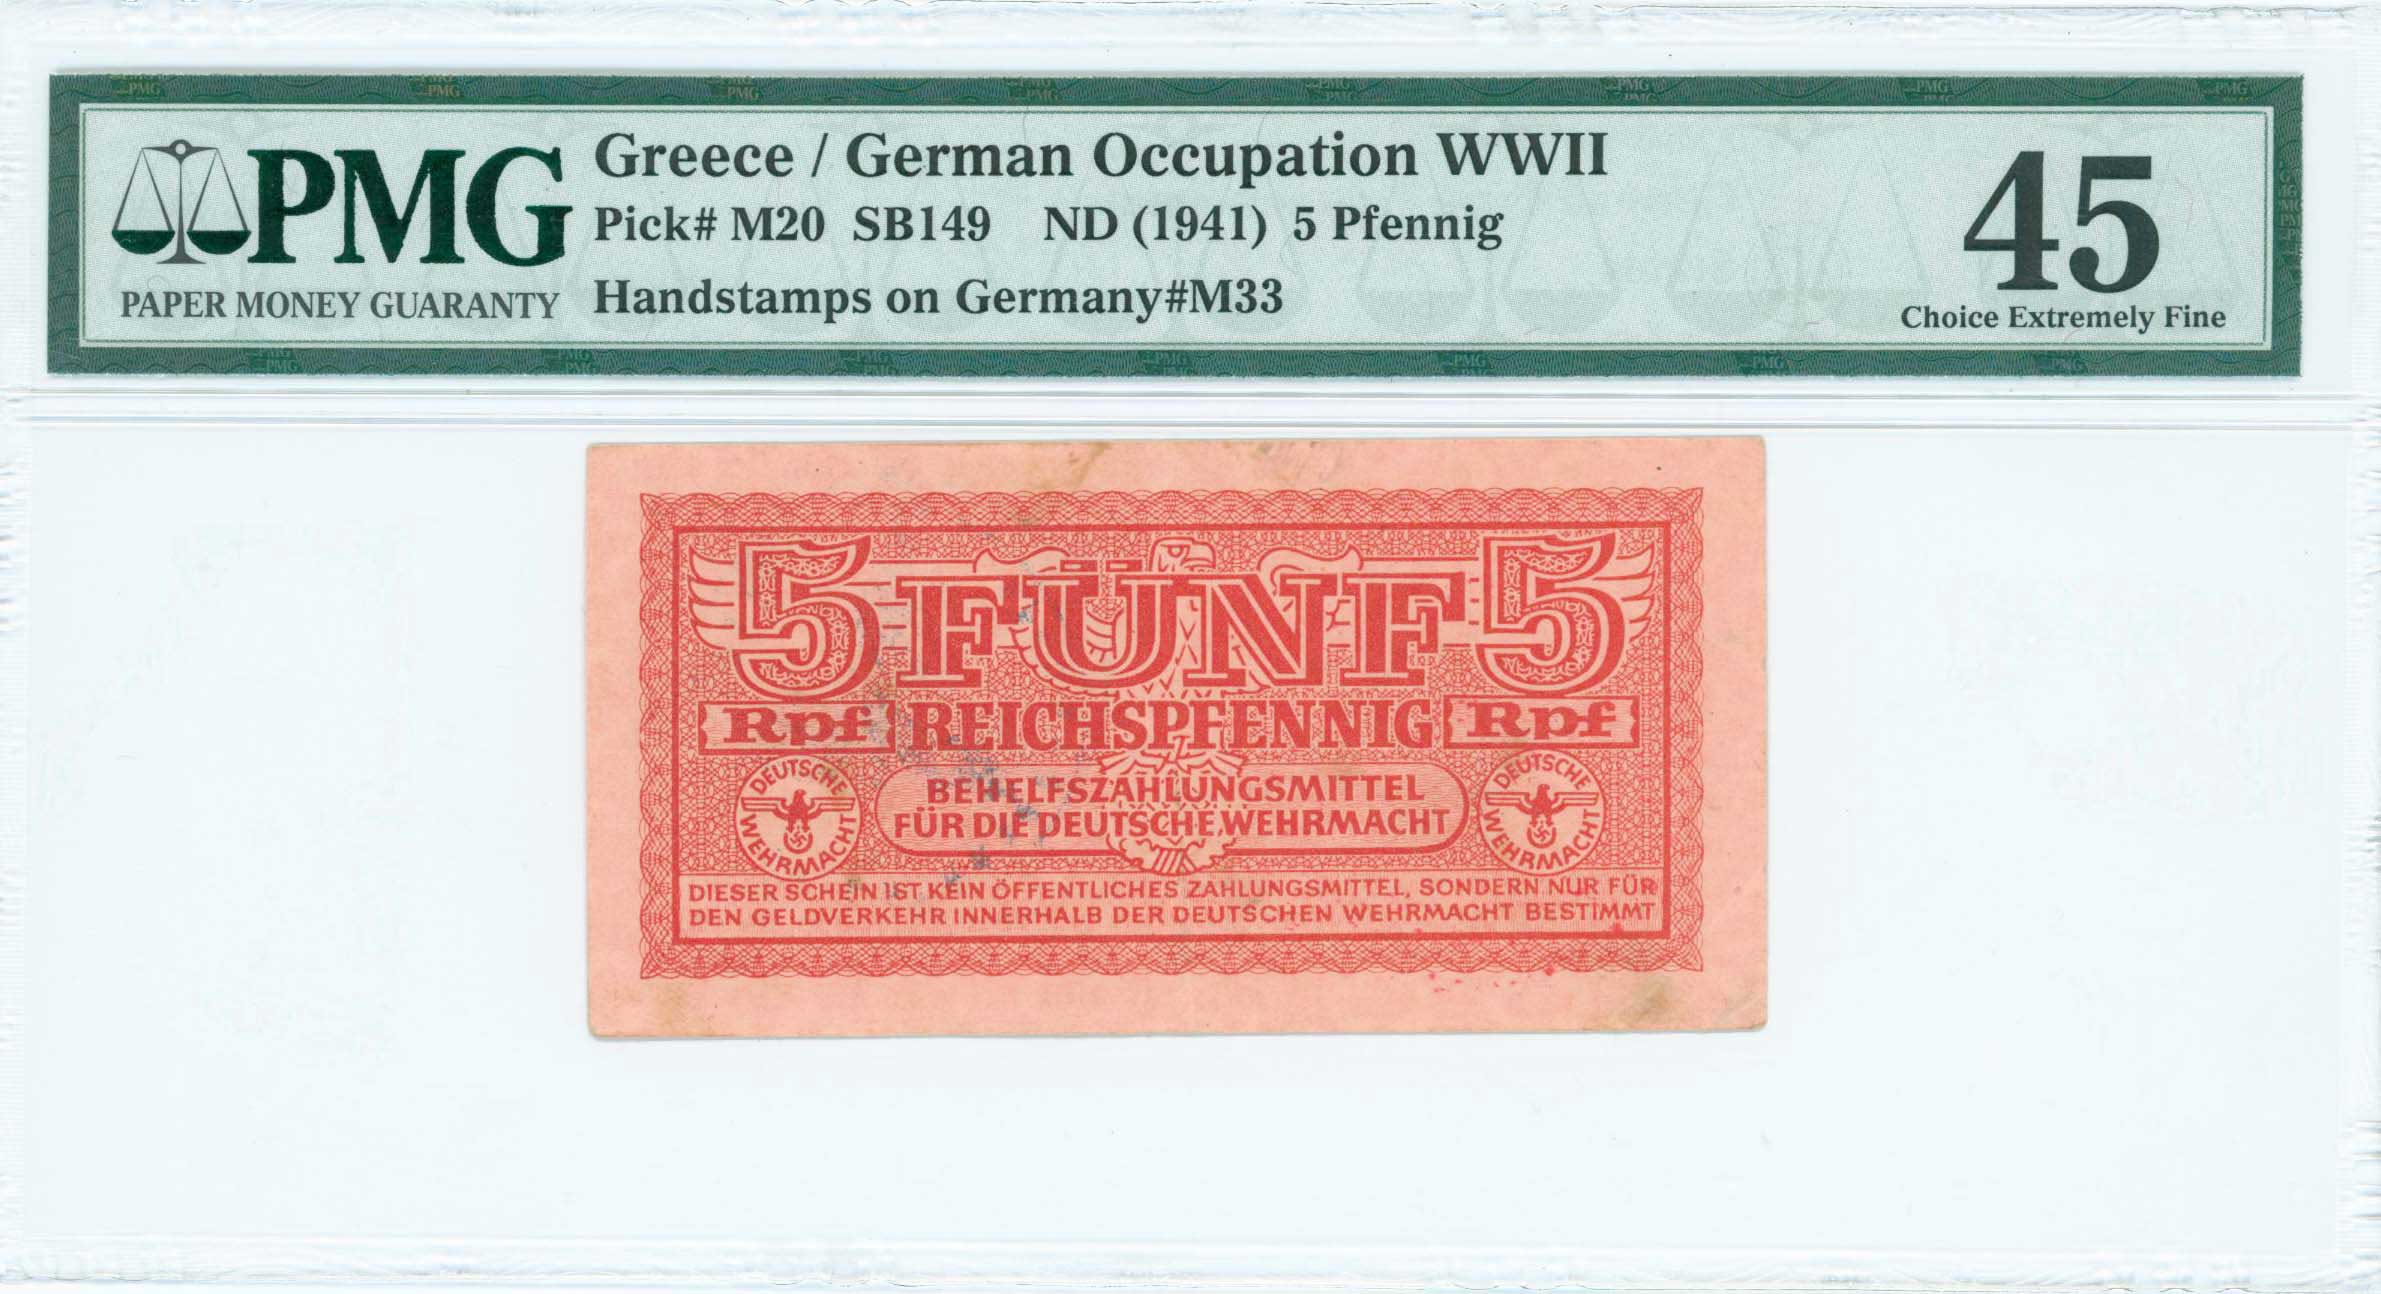 PMG
PAPER MONEY GUARANTY
Greece / German Occupation WWII
Pick# M20 SB149 ND (1941) 5 Pfennig
Handstamps on Germany#M33
45
Choice Extremely Fine
5 FÜNF 5
Rpf REICHSPFENNIG Rpf
DEUTSCHE WEHRMACHT
BEHELFSZAHLUNGSMITTEL
FÜR DIE DEUTSCHE WEHRMACHT
DEUTSCHE WEHRMACHT
DIESER SCHEIN IST KEIN ÖFFENTLICHES ZAHLUNGSMITTEL, SONDERN NUR FÜR
DEN GELDVERKEHR INNERHALB DER DEUTSCHEN WEHRMACHT BESTIMMT